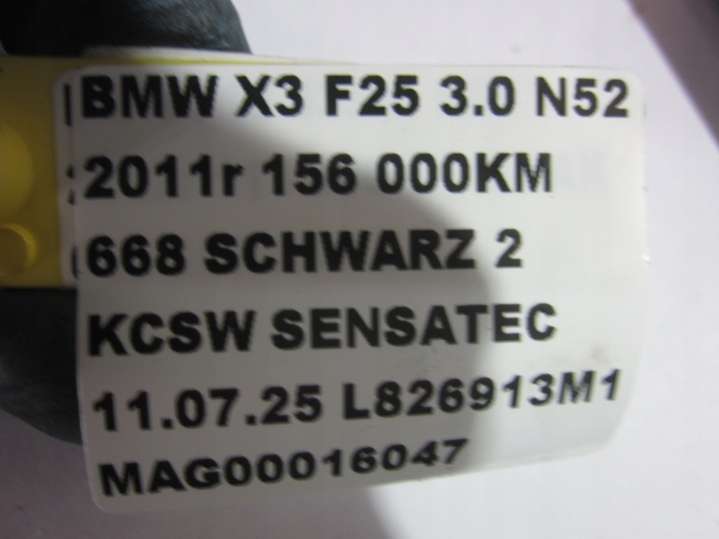 BMW X3 F25 3.0 N52
2011r 156 000KM
668 SCHWARZ 2
KCSW SENSATEC
11.07.25 L826913M1
MAG00016047